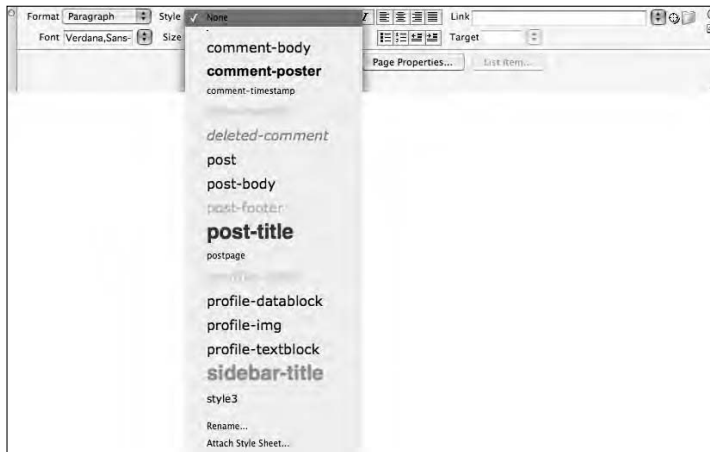 Format Paragraph Style ✓ None I Link
Font Verdana,Sans- Size Target
Page Properties... List Item...
comment-body
comment-poster
comment-timestamp
deleted-comment
post
post-body
post-footer
post-title
postpage
profile-datablock
profile-img
profile-textblock
sidebar-title
style3
Rename...
Attach Style Sheet...